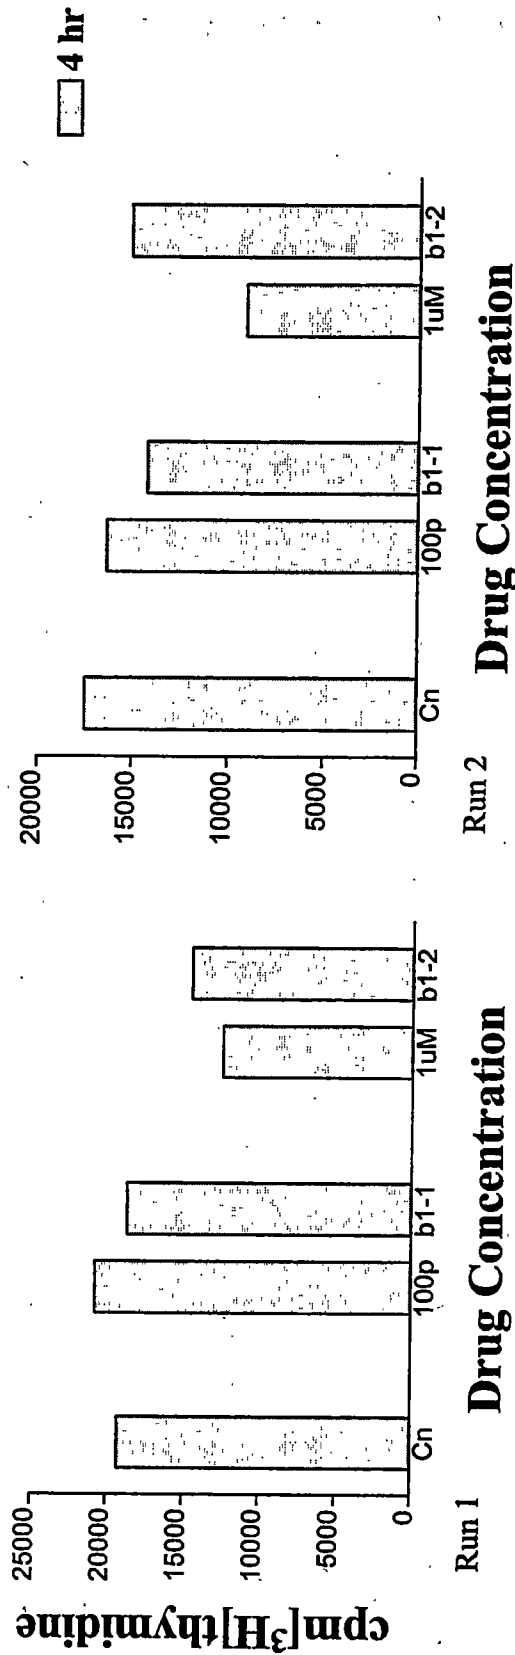 cpm[³H]thymidine
25000
20000
15000
10000
5000
0
Cn 100p b1-1 1uM b1-2
Drug Concentration
Run 1
20000
15000
10000
5000
0
Cn 100p b1-1 1uM b1-2
Drug Concentration
Run 2
4 hr